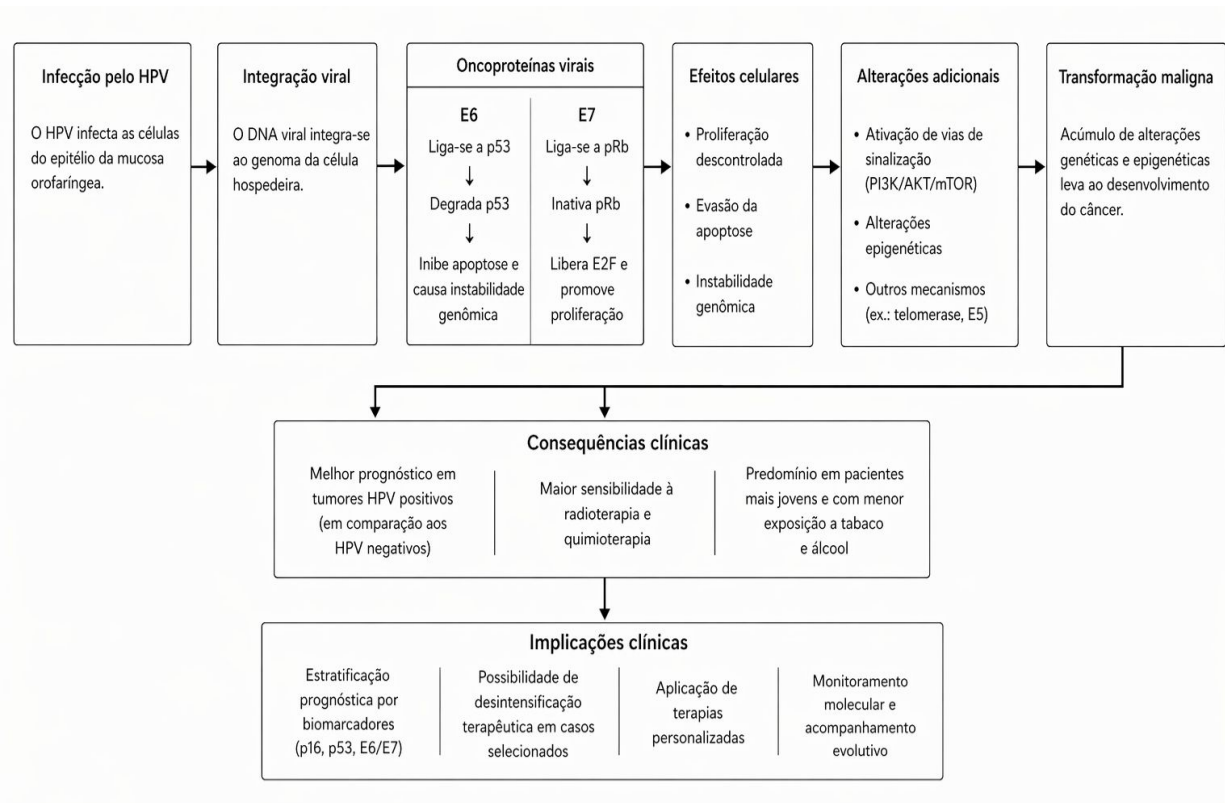 Infecção pelo HPV
O HPV infecta as células
do epitélio da mucosa
orofaríngea.
Integração viral
O DNA viral integra-se
ao genoma da célula
hospedeira.
Oncoproteínas virais
E6
Liga-se a p53
↓
Degrada p53
↓
Inibe apoptose e
causa instabilidade
genômica
E7
Liga-se a pRb
↓
Inativa pRb
↓
Libera E2F e
promove
proliferação
Efeitos celulares
• Proliferação
descontrolada
• Evasão da
apoptose
• Instabilidade
genômica
Alterações adicionais
• Ativação de vias de
sinalização
(PI3K/AKT/mTOR)
• Alterações
epigenéticas
• Outros mecanismos
(ex.: telomerase, E5)
Transformação maligna
Acúmulo de alterações
genéticas e epigenéticas
leva ao desenvolvimento
do câncer.
Consequências clínicas
Melhor prognóstico em
tumores HPV positivos
(em comparação aos
HPV negativos)
Maior sensibilidade à
radioterapia e
quimioterapia
Predomínio em pacientes
mais jovens e com menor
exposição a tabaco
e álcool
Implicações clínicas
Estratificação
prognóstica por
biomarcadores
(p16, p53, E6/E7)
Possibilidade de
desintensificação
terapêutica em casos
selecionados
Aplicação de
terapias
personalizadas
Monitoramento
molecular e
acompanhamento
evolutivo